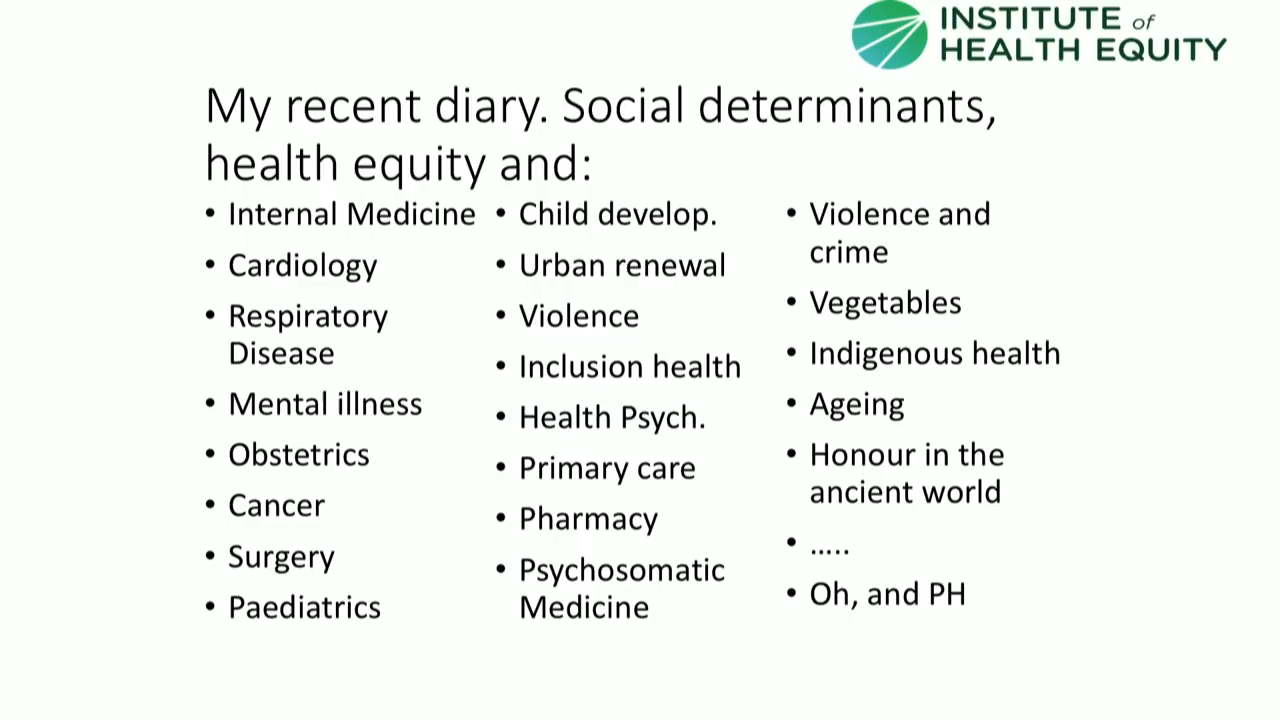 INSTITUTE of
HEALTH EQUITY
My recent diary. Social determinants,
health equity and:
• Internal Medicine
• Cardiology
• Respiratory
Disease
• Mental illness
• Obstetrics
• Cancer
• Surgery
• Paediatrics
• Child develop.
• Urban renewal
• Violence
• Inclusion health
• Health Psych.
• Primary care
• Pharmacy
• Psychosomatic
Medicine
• Violence and
crime
• Vegetables
• Indigenous health
• Ageing
• Honour in the
ancient world
• .....
• Oh, and PH